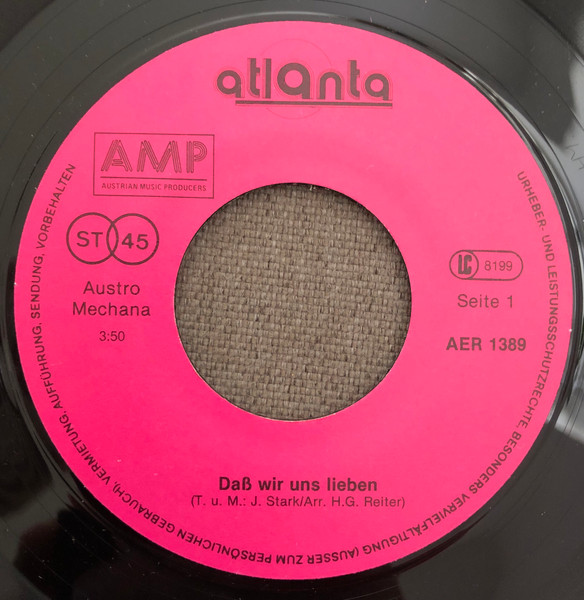 atlanta
AMP
AUSTRIAN MUSIC PRODUCERS
ST 45
LC 8199
Austro
Mechana
Seite 1
3:50
AER 1389
Daß wir uns lieben
(T. u. M.: J. Stark/Arr. H.G. Reiter)
URHEBER- UND LEISTUNGSSCHUTZRECHTE, BESONDERS VERVIELFÄLTIGUNG (AUSSER ZUM PERSÖNLICHEN GEBRAUCH), VERMIETUNG, AUFFÜHRUNG, SENDUNG, VORBEHALTEN